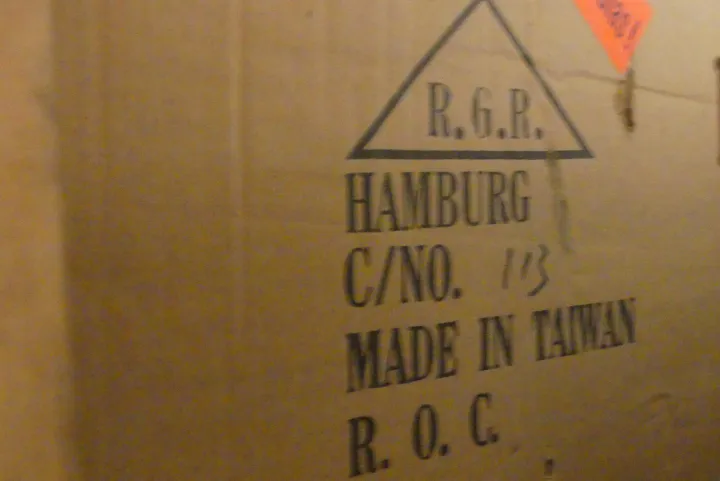 R.G.R.
HAMBURG
C/NO. 113
MADE IN TAIWAN
R. O. C.